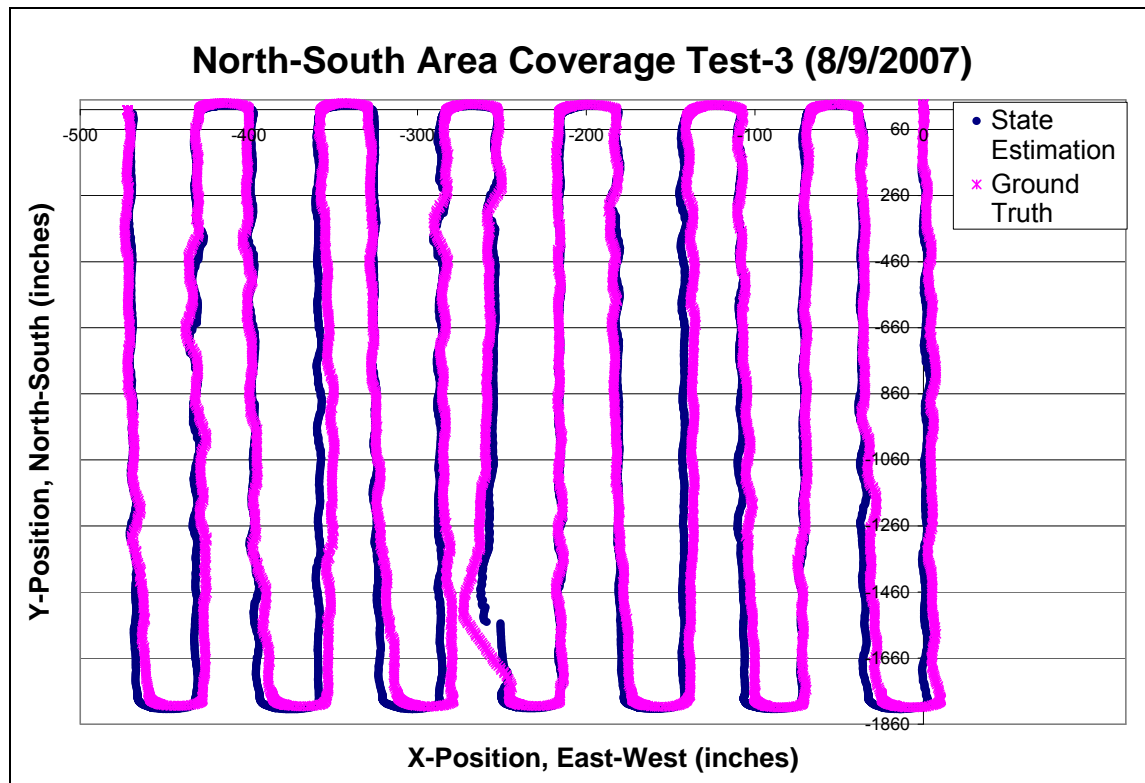 North-South Area Coverage Test-3 (8/9/2007)
-500
-400
-300
-200
-100
0
60
260
-460
-660
860
-1060
-1260
-1460
-1660
-1860
State
Estimation
Ground
Truth
Y-Position, North-South (inches)
X-Position, East-West (inches)